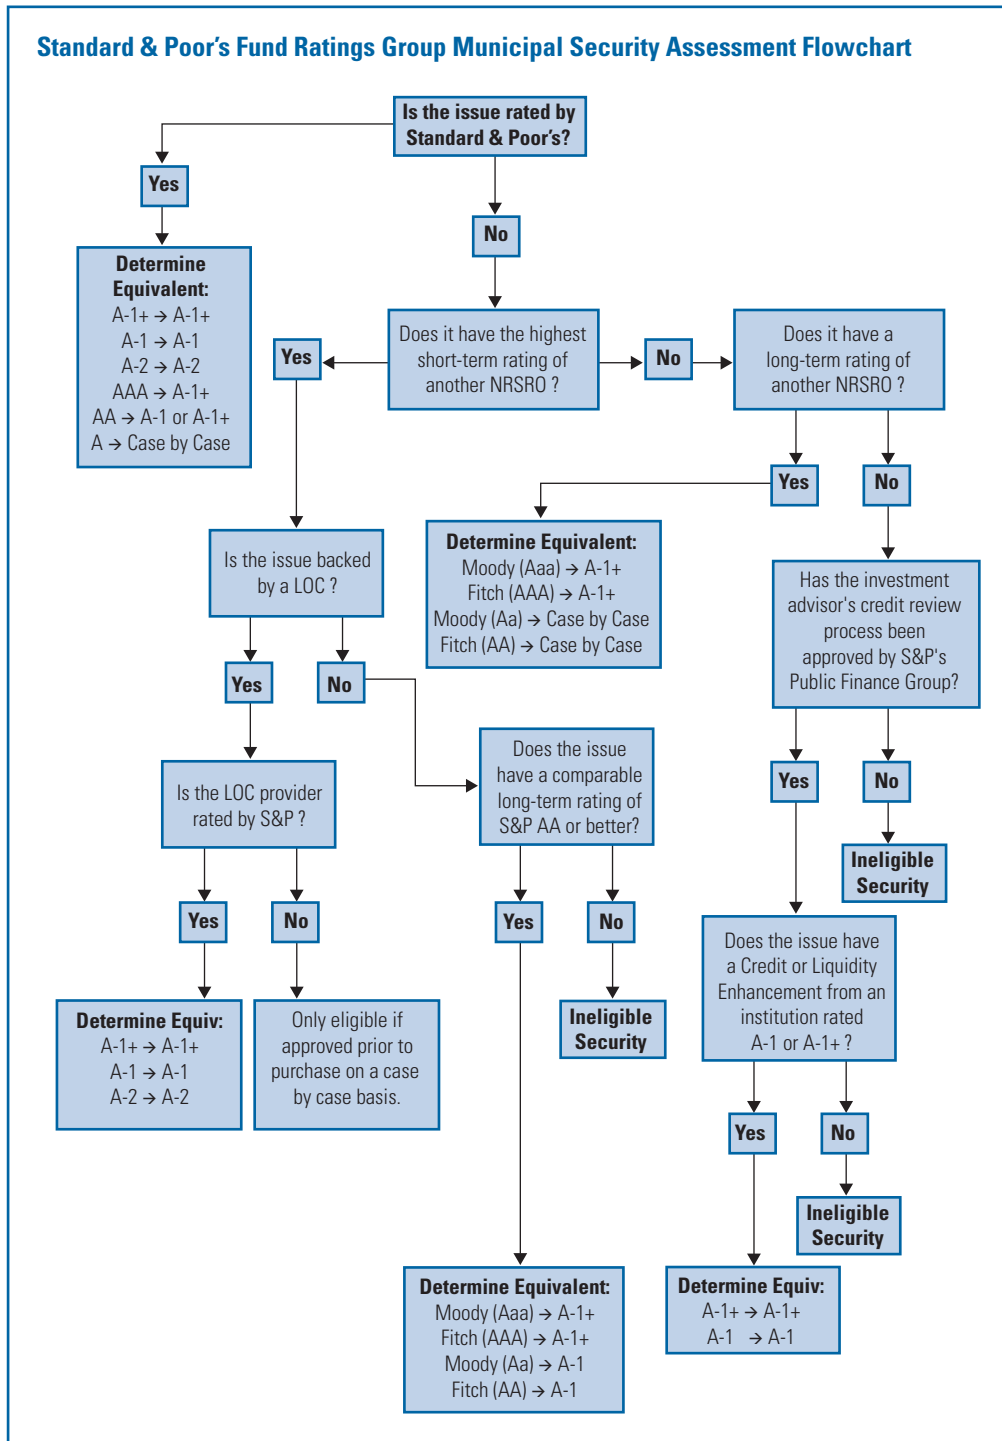 Standard & Poor's Fund Ratings Group Municipal Security Assessment Flowchart
Is the issue rated by
Standard & Poor's?
Yes
No
Determine
Equivalent:
A-1+ → A-1+
A-1 → A-1
A-2 → A-2
AAA → A-1+
AA → A-1 or A-1+
A → Case by Case
Does it have the highest
short-term rating of
another NRSRO ?
Yes
No
Does it have a
long-term rating of
another NRSRO ?
Yes
No
Determine Equivalent:
Moody (Aaa) → A-1+
Fitch (AAA) → A-1+
Moody (Aa) → Case by Case
Fitch (AA) → Case by Case
Is the issue backed
by a LOC ?
Has the investment
advisor's credit review
process been
approved by S&P's
Public Finance Group?
Yes
No
Is the LOC provider
rated by S&P ?
Does the issue
have a comparable
long-term rating of
S&P AA or better?
Yes
No
Ineligible
Security
Yes
No
Yes
No
Does the issue have
a Credit or Liquidity
Enhancement from an
institution rated
A-1 or A-1+ ?
Determine Equiv:
A-1+ → A-1+
A-1 → A-1
A-2 → A-2
Only eligible if
approved prior to
purchase on a case
by case basis.
Ineligible
Security
Yes
No
Ineligible
Security
Determine Equivalent:
Moody (Aaa) → A-1+
Fitch (AAA) → A-1+
Moody (Aa) → A-1
Fitch (AA) → A-1
Determine Equiv:
A-1+ → A-1+
A-1 → A-1